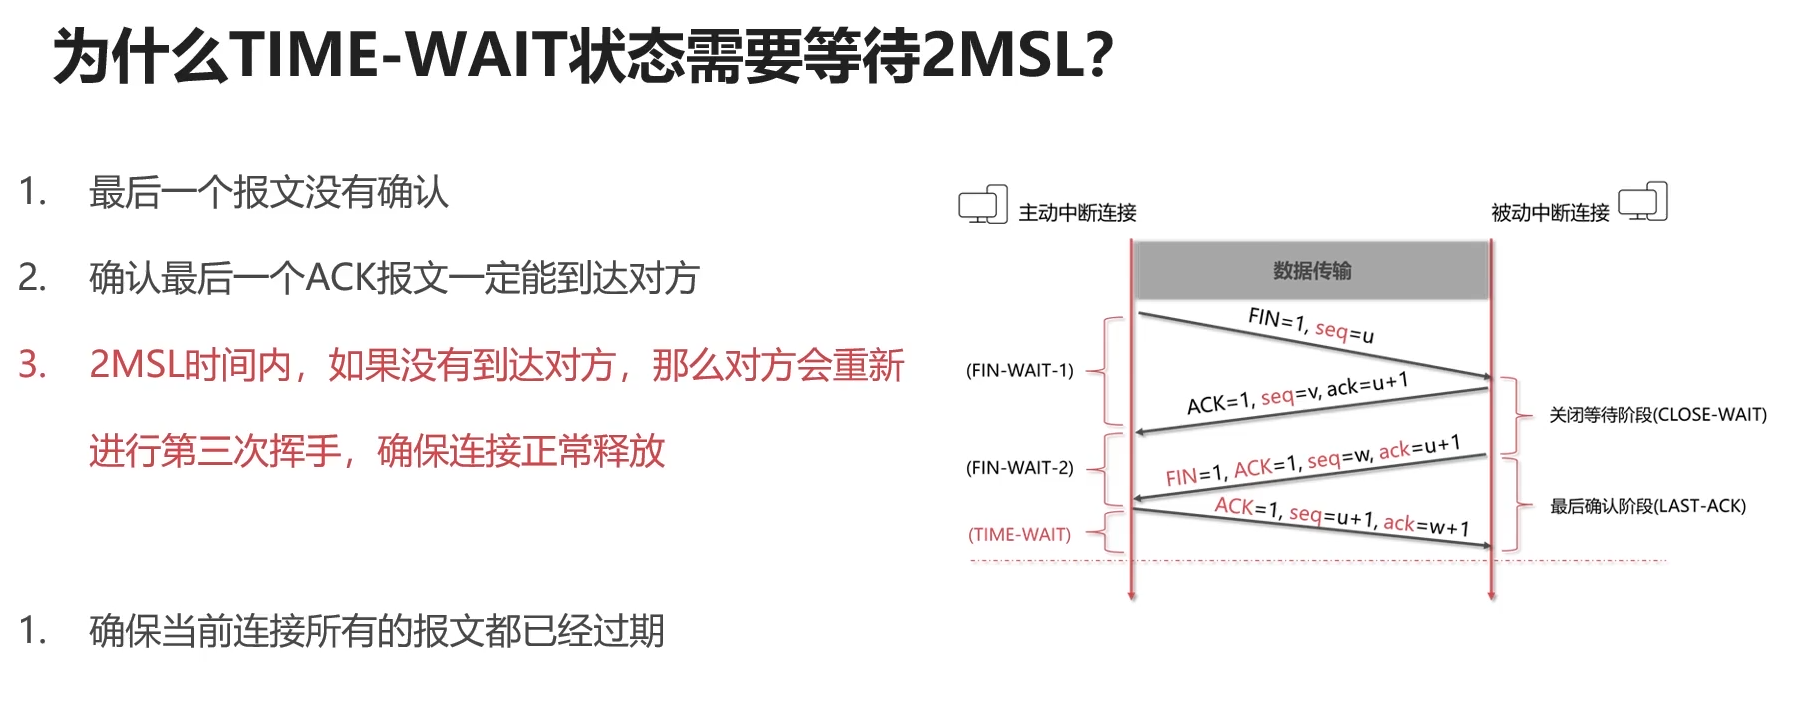 为什么TIME-WAIT状态需要等待2MSL?
1. 最后一个报文没有确认
2. 确认最后一个ACK报文一定能到达对方
3. 2MSL时间内，如果没有到达对方，那么对方会重新
进行第三次挥手，确保连接正常释放
1. 确保当前连接所有的报文都已经过期
主动中断连接
被动中断连接
数据传输
FIN=1, seq=u
(FIN-WAIT-1)
ACK=1, seq=v, ack=u+1
关闭等待阶段(CLOSE-WAIT)
(FIN-WAIT-2)
FIN=1, ACK=1, seq=w, ack=u+1
ACK=1, seq=u+1, ack=w+1
最后确认阶段(LAST-ACK)
(TIME-WAIT)